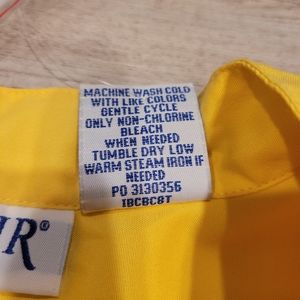 MACHINE WASH COLD
WITH LIKE COLORS
GENTLE CYCLE
ONLY NON-CHLORINE
BLEACH
WHEN NEEDED
TUMBLE DRY LOW
WARM STEAM IRON IF
NEEDED
PO 3130356
IBCBC8T
R®